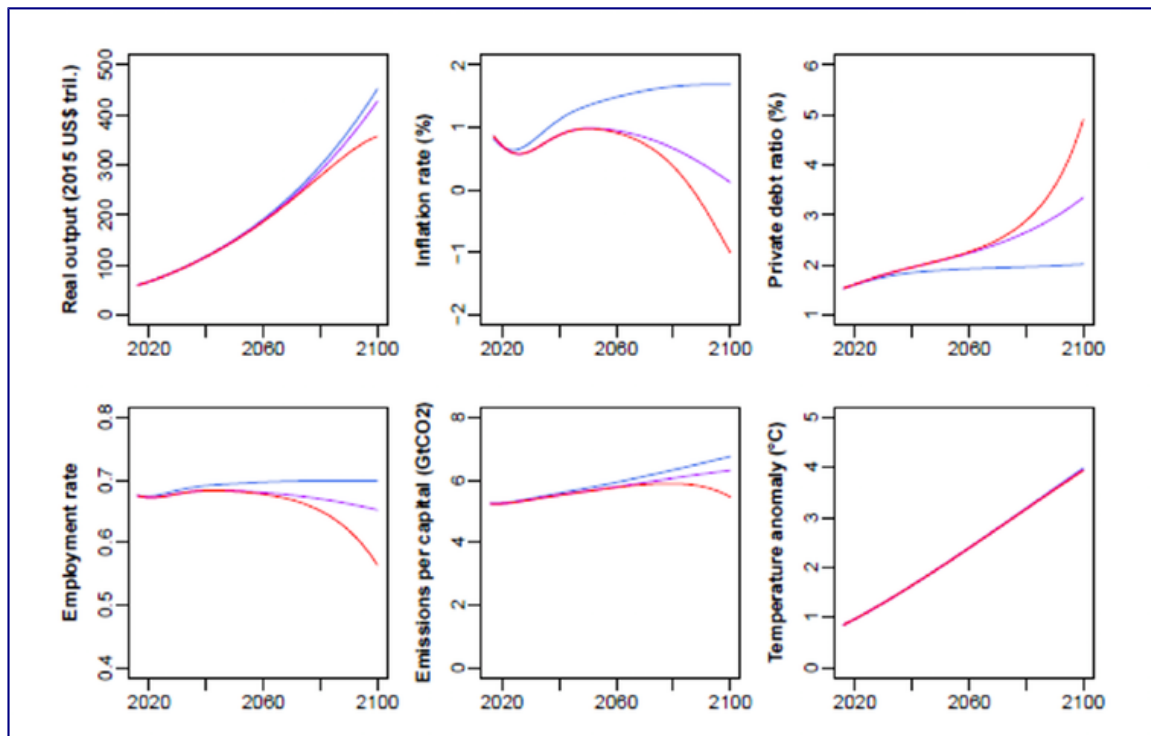 Real output (2015 US$ tril.)
500
400
300
200
100
0
2020 2060 2100
Inflation rate (%)
2
1
0
−1
−2
2020 2060 2100
Private debt ratio (%)
6
5
4
3
2
1
2020 2060 2100
Employment rate
0.8
0.7
0.6
0.5
0.4
2020 2060 2100
Emissions per capital (GtCO2)
8
6
4
2
0
2020 2060 2100
Temperature anomaly (°C)
5
4
3
2
1
0
2020 2060 2100